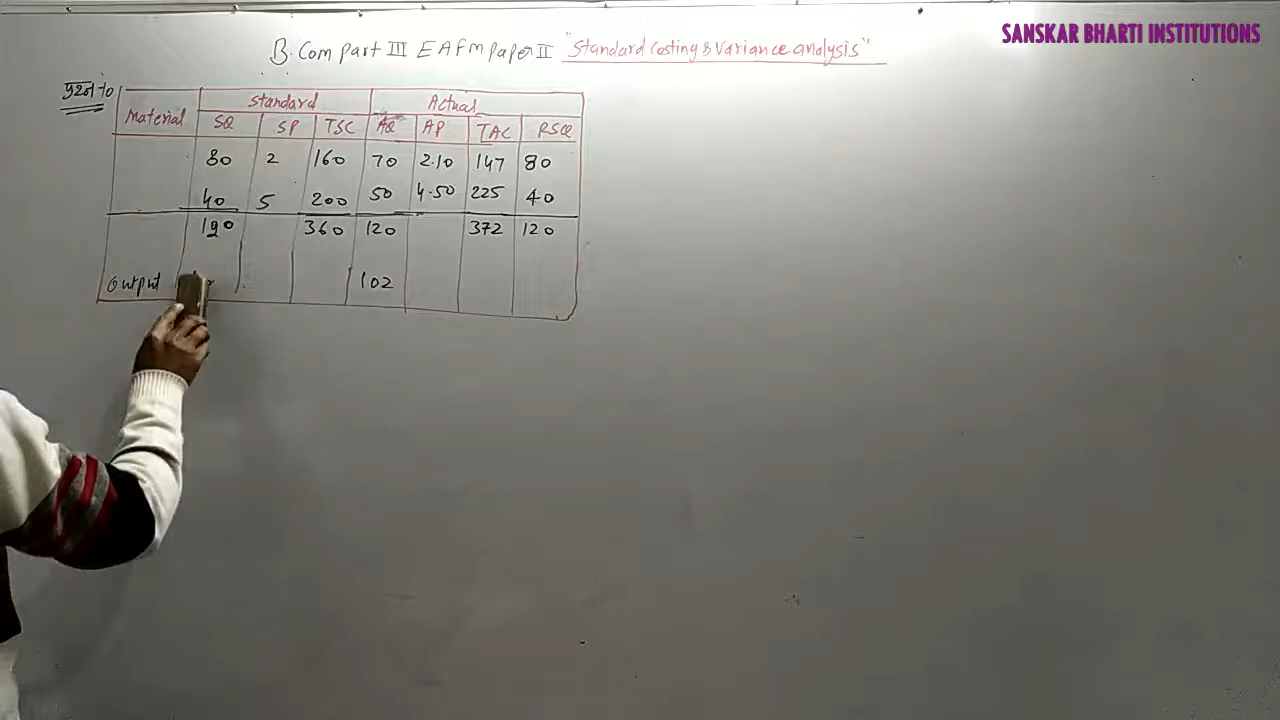 SANSKAR BHARTI INSTITUTIONS
B. Com part III E A F M Paper II "Standard Costing & Variance analysis"
प्रश्न 10
Material Standard Actual
SQ SP TSC AQ AP TAC RSQ
80 2 160 70 2.10 147 80
40 5 200 50 4.50 225 40
120 360 120 372 120
Output 102